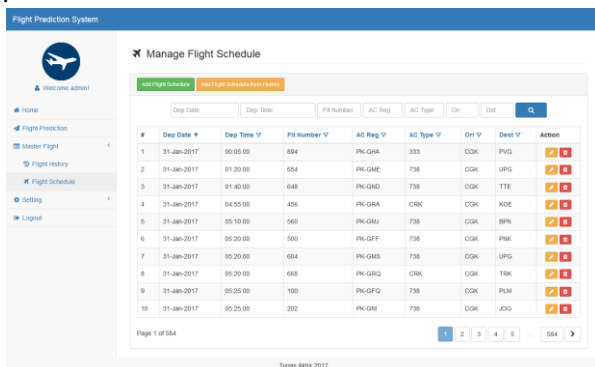 Flight Prediction System
Manage Flight Schedule
Welcome admin!
Add Flight Schedule Add Flight Schedule from History
Home
Flight Prediction
Master Flight
Flight History
Flight Schedule
Setting
Logout
Dep Date Dep Time Flt Number AC Reg AC Type Ori Dst
# Dep Date Dep Time Flt Number AC Reg AC Type Ori Dest Action
1 31-Jan-2017 00:05:00 894 PK-GHA 333 CGK PVG
2 31-Jan-2017 01:20:00 654 PK-GME 738 CGK UPG
3 31-Jan-2017 01:40:00 648 PK-GND 738 CGK TTE
4 31-Jan-2017 04:55:00 456 PK-GRA CRK CGK KOE
5 31-Jan-2017 05:10:00 560 PK-GMJ 738 CGK BPN
6 31-Jan-2017 05:20:00 500 PK-GFF 738 CGK PNK
7 31-Jan-2017 05:20:00 604 PK-GMS 738 CGK UPG
8 31-Jan-2017 05:20:00 668 PK-GRQ CRK CGK TRK
9 31-Jan-2017 05:25:00 100 PK-GFQ 738 CGK PLM
10 31-Jan-2017 05:25:00 202 PK-GNI 738 CGK JOG
Page 1 of 584
1 2 3 4 5 ... 584
Tugas Akhir 2017